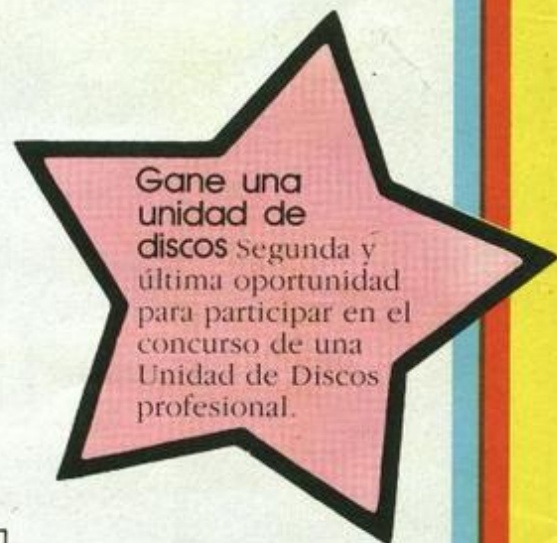 Gane una
unidad de
discos Segunda y
última oportunidad
para participar en el
concurso de una
Unidad de Discos
profesional.